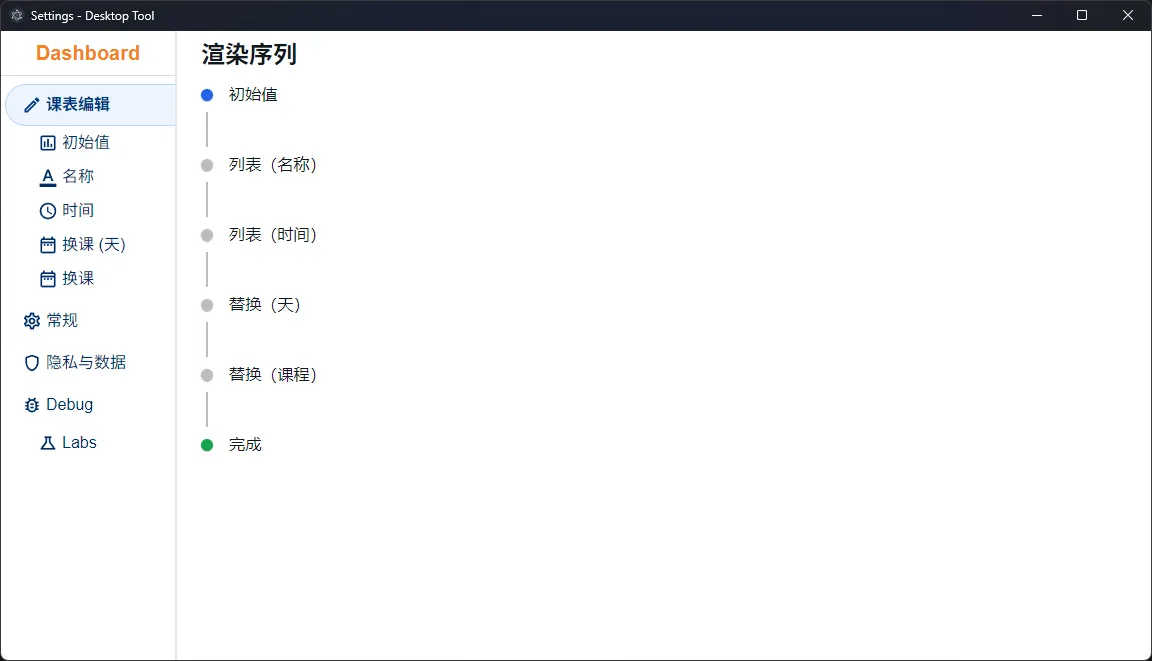 Settings - Desktop Tool
Dashboard
课表编辑
初始值
名称
时间
换课 (天)
换课
常规
隐私与数据
Debug
Labs
渲染序列
初始值
列表（名称）
列表（时间）
替换（天）
替换（课程）
完成